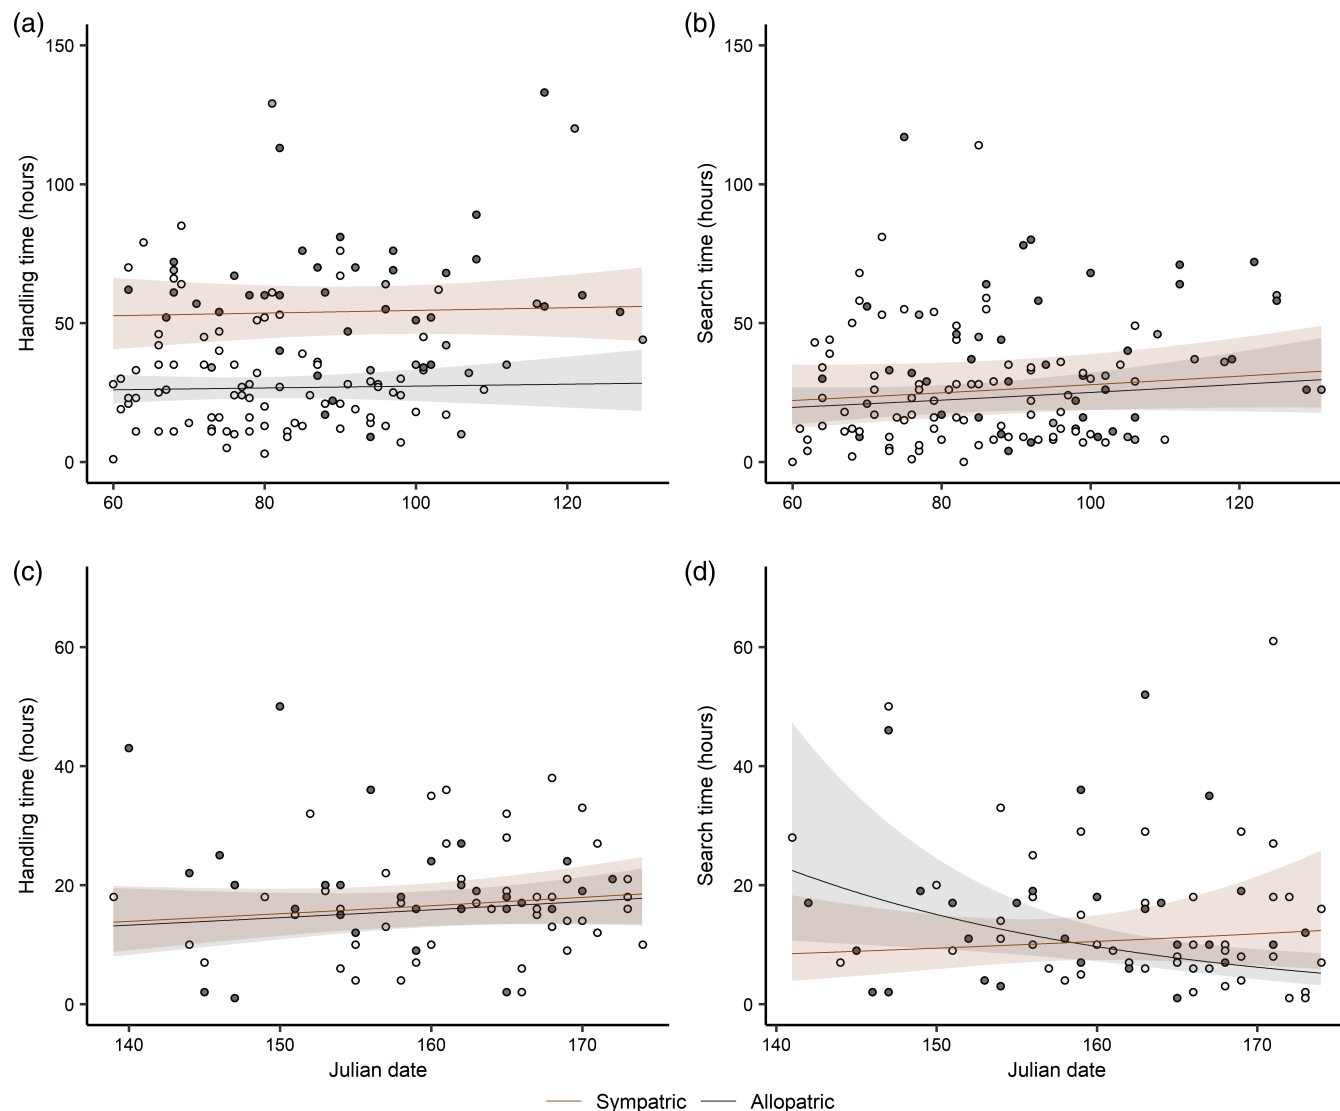 (a)
Handling time (hours)
150
100
50
0
60 80 100 120
(b)
Search time (hours)
150
100
50
0
60 80 100 120
(c)
Handling time (hours)
60
40
20
0
140 150 160 170
Julian date
(d)
Search time (hours)
60
40
20
0
140 150 160 170
Julian date
Sympatric Allopatric